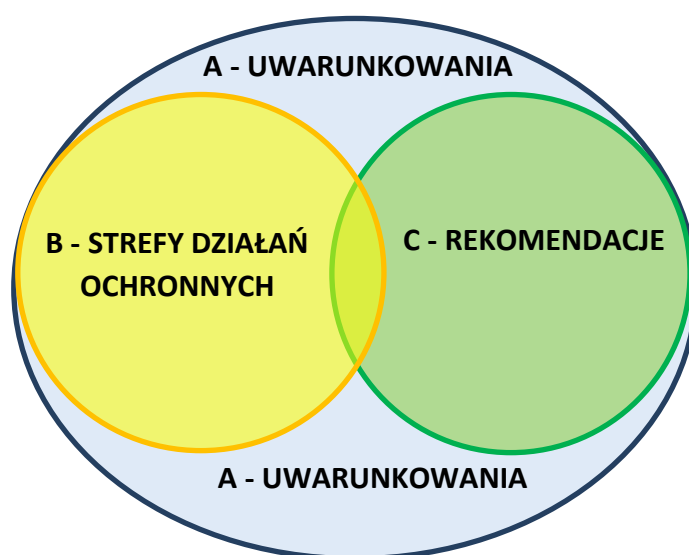 A - UWARUNKOWANIA
B - STREFY DZIAŁAŃ
OCHRONNYCH
C - REKOMENDACJE
A - UWARUNKOWANIA